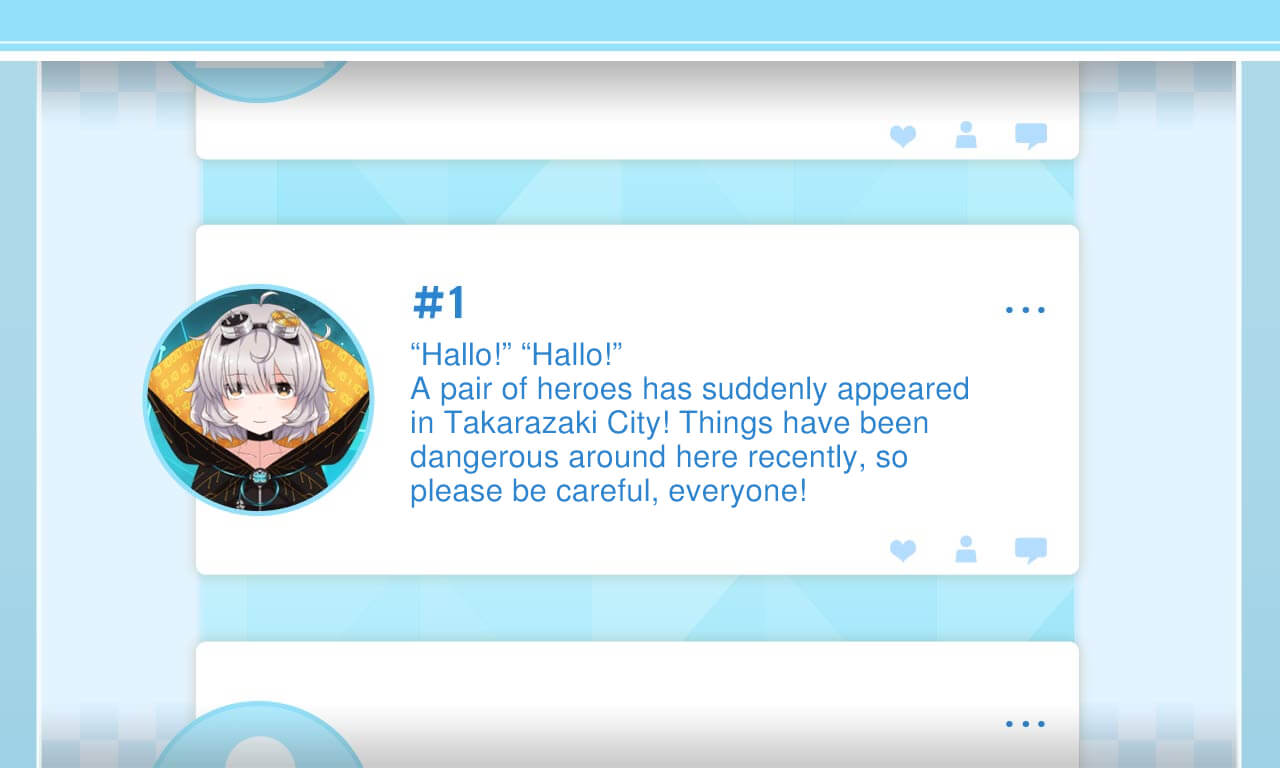 #1
“Hallo!” “Hallo!”
A pair of heroes has suddenly appeared
in Takarazaki City! Things have been
dangerous around here recently, so
please be careful, everyone!